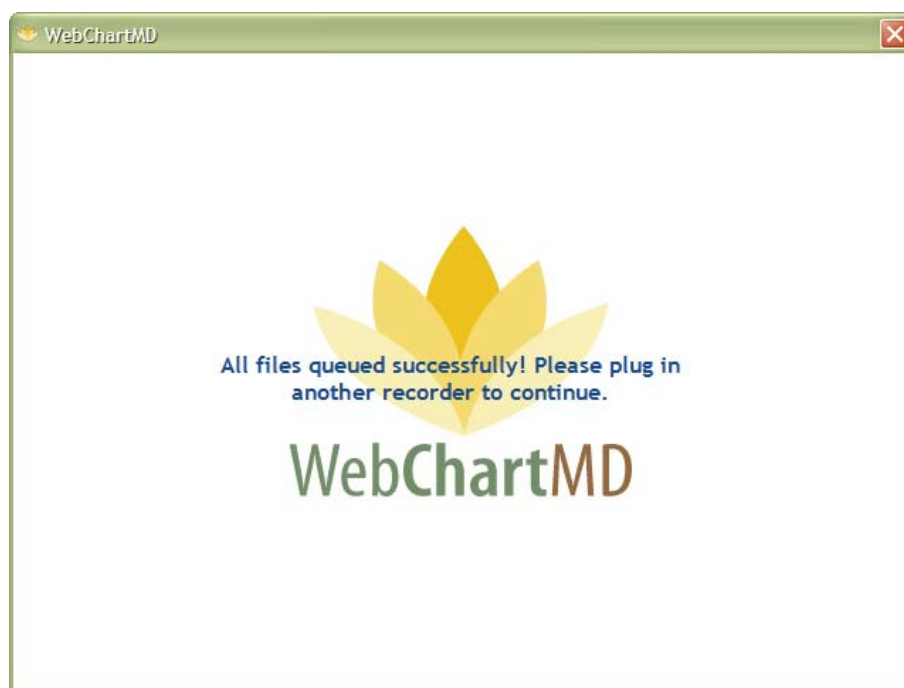 WebChartMD
All files queued successfully! Please plug in
another recorder to continue.
WebChartMD